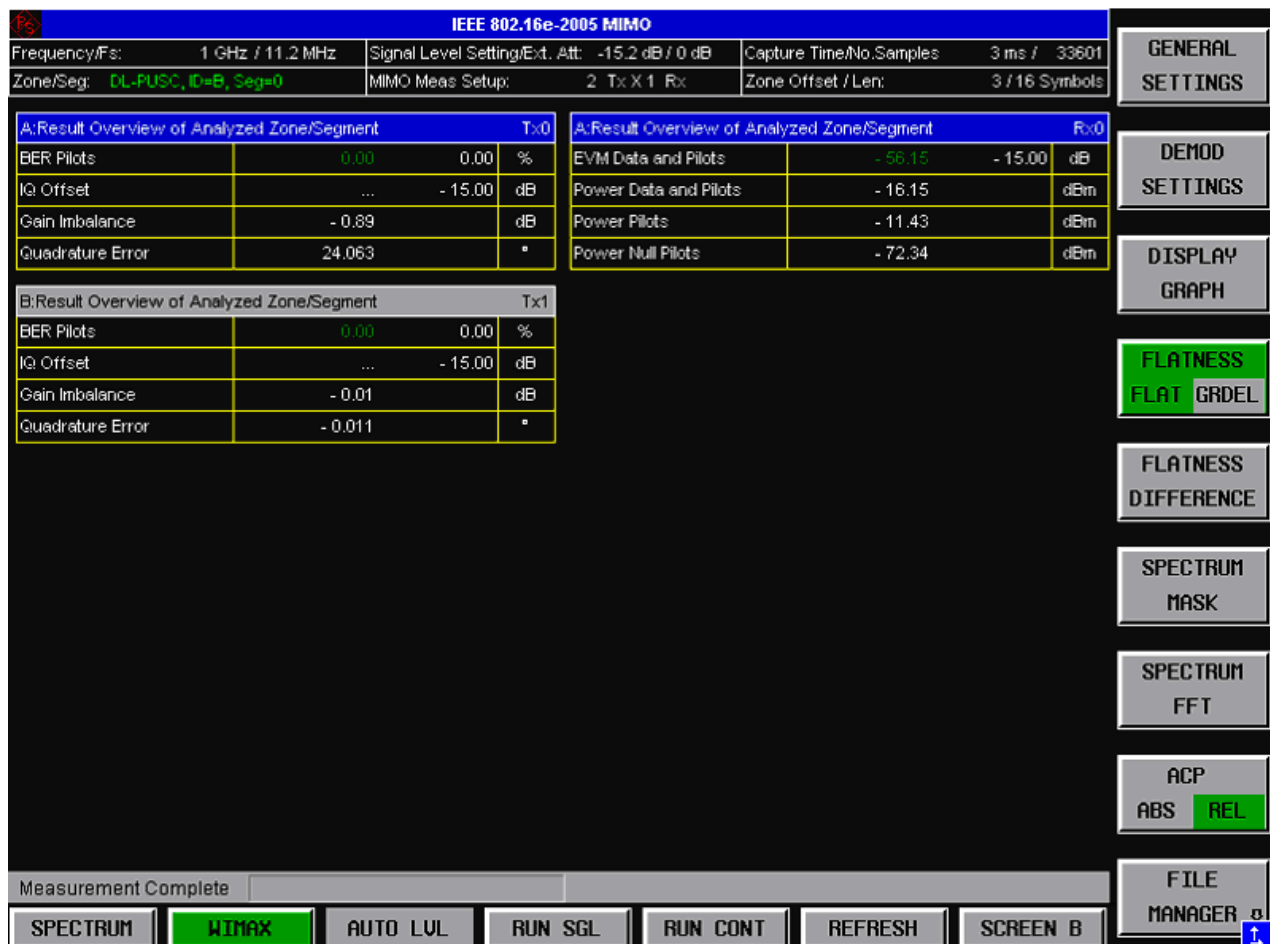 IEEE 802.16e-2005 MIMO
Frequency/Fs: 1 GHz / 11.2 MHz Signal Level Setting/Ext. Att: -15.2 dB / 0 dB Capture Time/No.Samples 3 ms / 33601
Zone/Seg: DL-PUSC, ID=B, Seg=0 MIMO Meas Setup: 2 Tx X 1 Rx Zone Offset / Len: 3 / 16 Symbols
A:Result Overview of Analyzed Zone/Segment Tx0
BER Pilots 0.00 0.00 %
IQ Offset ... - 15.00 dB
Gain Imbalance - 0.89 dB
Quadrature Error 24.063 °
A:Result Overview of Analyzed Zone/Segment Rx0
EVM Data and Pilots - 56.15 - 15.00 dB
Power Data and Pilots - 16.15 dBm
Power Pilots - 11.43 dBm
Power Null Pilots - 72.34 dBm
B:Result Overview of Analyzed Zone/Segment Tx1
BER Pilots 0.00 0.00 %
IQ Offset ... - 15.00 dB
Gain Imbalance - 0.01 dB
Quadrature Error - 0.011 °
Measurement Complete
SPECTRUM WIMAX AUTO LVL RUN SGL RUN CONT REFRESH SCREEN B
GENERAL
SETTINGS
DEMOD
SETTINGS
DISPLAY
GRAPH
FLATNESS
FLAT GRDEL
FLATNESS
DIFFERENCE
SPECTRUM
MASK
SPECTRUM
FFT
ACP
ABS REL
FILE
MANAGER